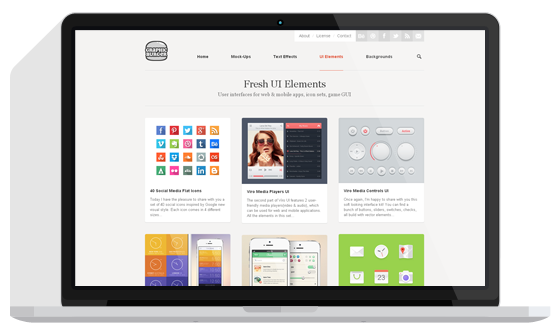 About License Contact
GRAPHIC
BURGER
Home Mock-Ups Text Effects UI Elements Backgrounds
Fresh UI Elements
User interfaces for web & mobile apps, icon sets, game GUI
40 Social Media Flat Icons
Today I have the pleasure to share with you a
set of 40 social icons inspired by Google new
visual style. Each icon comes in 4 different
sizes.
Vire Media Players UI
The second part of Vire UI features 2 user
friendly media players(video & audio), which
can be used for web and mobile applications
All the elements in this set
Vire Media Controls UI
Once again, I'm happy to share with you this
soft looking interface kit! You can find a
bunch of buttons, sliders, switches, checks,
all build with vector elements